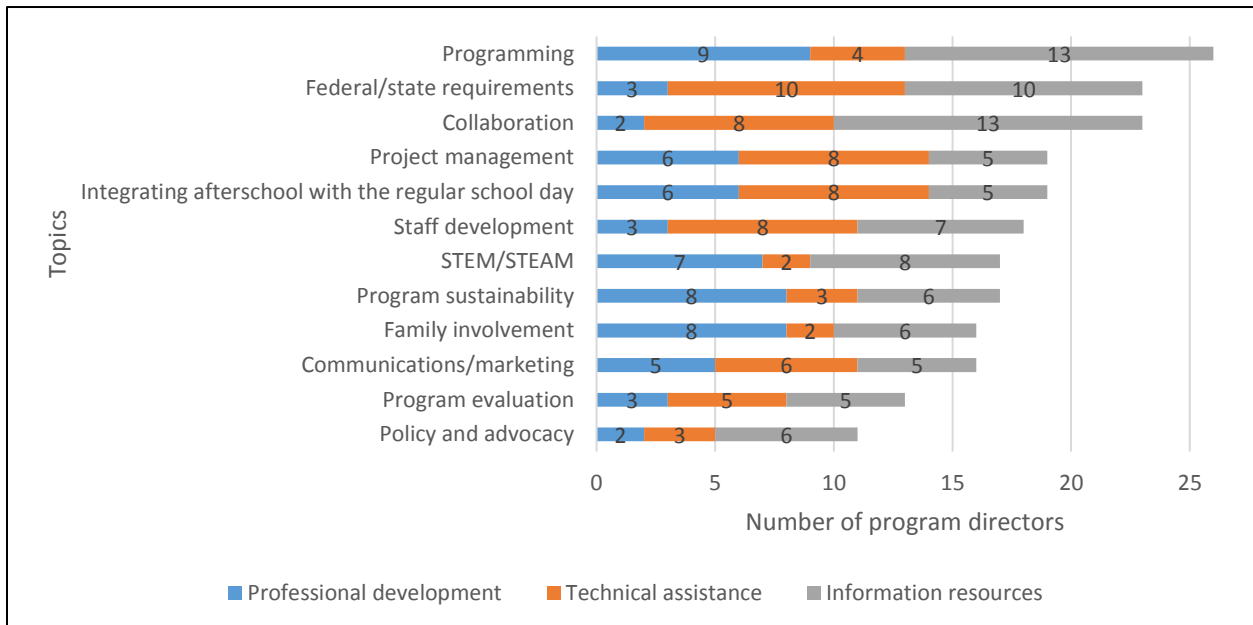 Topics
Programming
9 4 13
Federal/state requirements
3 10 10
Collaboration
2 8 13
Project management
6 8 5
Integrating afterschool with the regular school day
6 8 5
Staff development
3 8 7
STEM/STEAM
7 2 8
Program sustainability
8 3 6
Family involvement
8 2 6
Communications/marketing
5 6 5
Program evaluation
3 5 5
Policy and advocacy
2 3 6
0 5 10 15 20 25
Number of program directors
Professional development Technical assistance Information resources